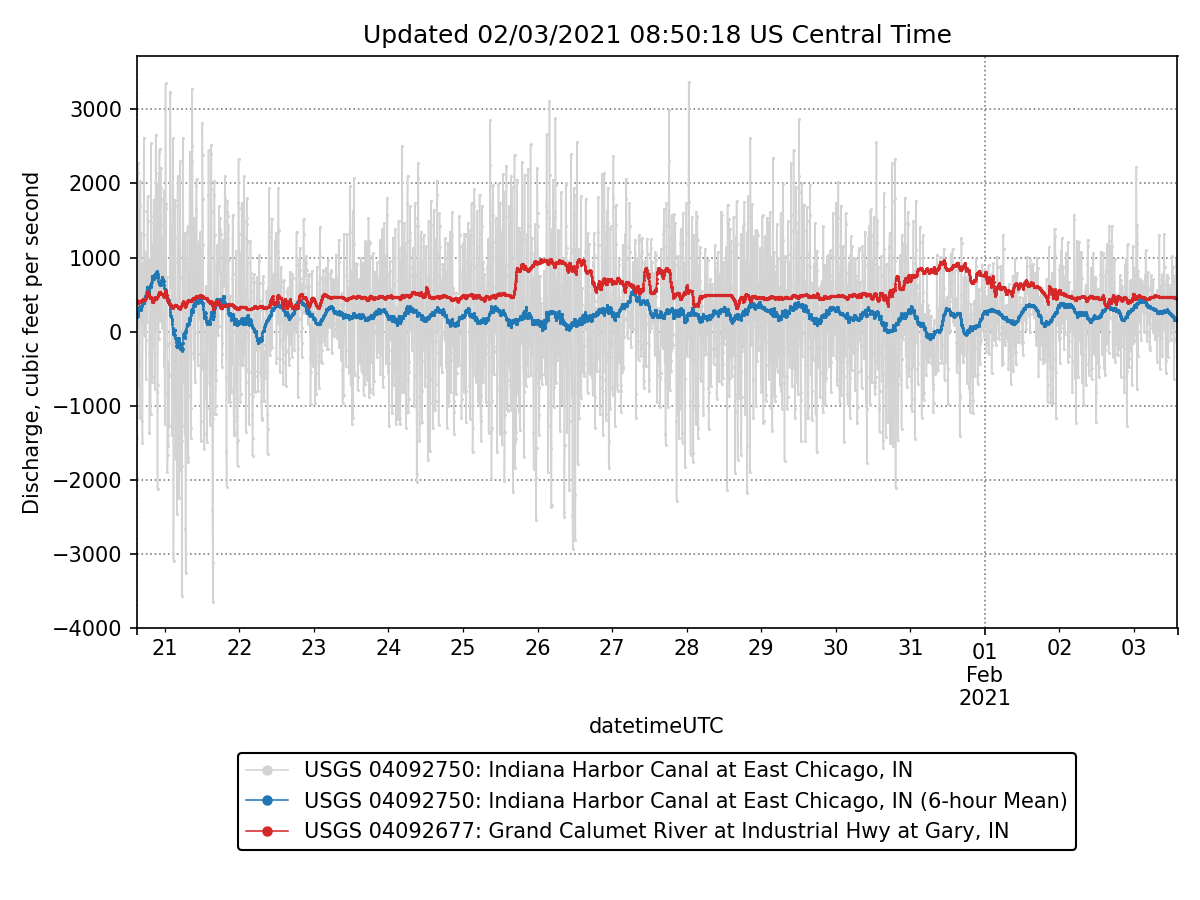 Updated 02/03/2021 08:50:18 US Central Time
Discharge, cubic feet per second
3000
2000
1000
0
−1000
−2000
−3000
−4000
21 22 23 24 25 26 27 28 29 30 31 01 02 03
Feb
2021
datetimeUTC
USGS 04092750: Indiana Harbor Canal at East Chicago, IN
USGS 04092750: Indiana Harbor Canal at East Chicago, IN (6-hour Mean)
USGS 04092677: Grand Calumet River at Industrial Hwy at Gary, IN